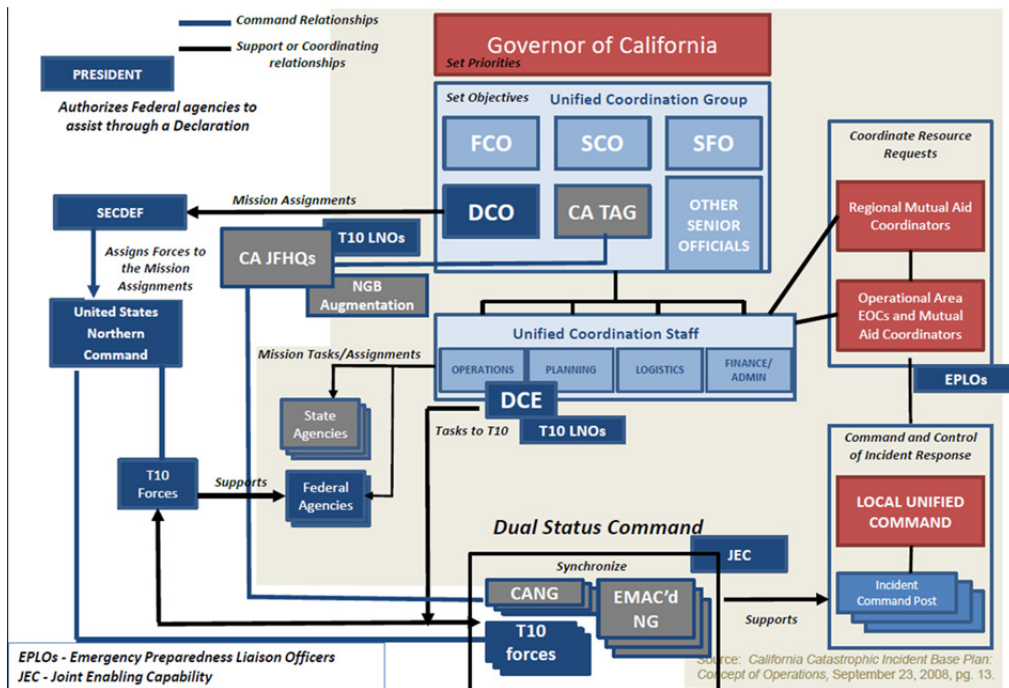 Command Relationships
Support or Coordinating
relationships
PRESIDENT
Authorizes Federal agencies to
assist through a Declaration
Governor of California
Set Priorities
Set Objectives
Unified Coordination Group
FCO
SCO
SFO
DCO
CA TAG
OTHER
SENIOR
OFFICIALS
Coordinate Resource
Requests
Regional Mutual Aid
Coordinators
Operational Area
EOCs and Mutual
Aid Coordinators
EPLOs
Mission Assignments
SECDEF
T10 LNOs
CA JFHQs
NGB
Augmentation
Assigns Forces to
the Mission
Assignments
United States
Northern
Command
Unified Coordination Staff
OPERATIONS
PLANNING
LOGISTICS
FINANCE/
ADMIN
Mission Tasks/Assignments
DCE
T10 LNOs
Tasks to T10
State
Agencies
Federal
Agencies
T10
Forces
Supports
Command and Control
of Incident Response
LOCAL UNIFIED
COMMAND
Incident
Command Post
Dual Status Command
JEC
Synchronize
CANG
EMAC'd
NG
T10
forces
Supports
EPLOs - Emergency Preparedness Liaison Officers
JEC - Joint Enabling Capability
Source: California Catastrophic Incident Base Plan:
Concept of Operations, September 23, 2008, pg. 13.